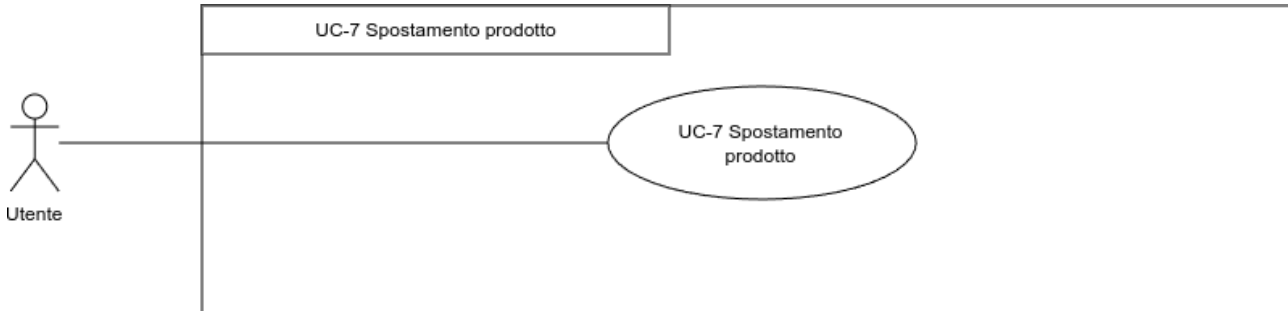 UC-7 Spostamento prodotto
UC-7 Spostamento
prodotto
Utente